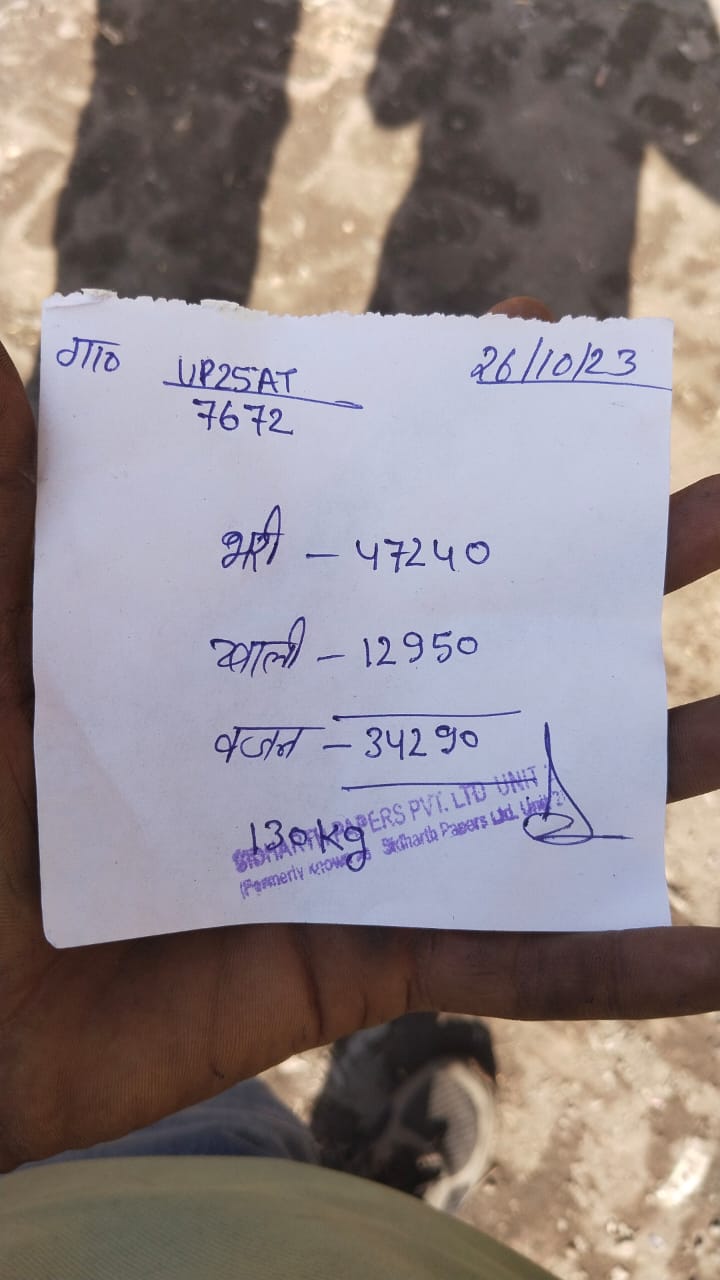 गा० UP25AT 26/10/23
7672
भरी - 47240
खाली - 12950
वजन - 34290
130kg
SIDHARTH PAPERS PVT. LTD UNIT
(Formerly known as Sidharth Papers Ltd. Unit 2)